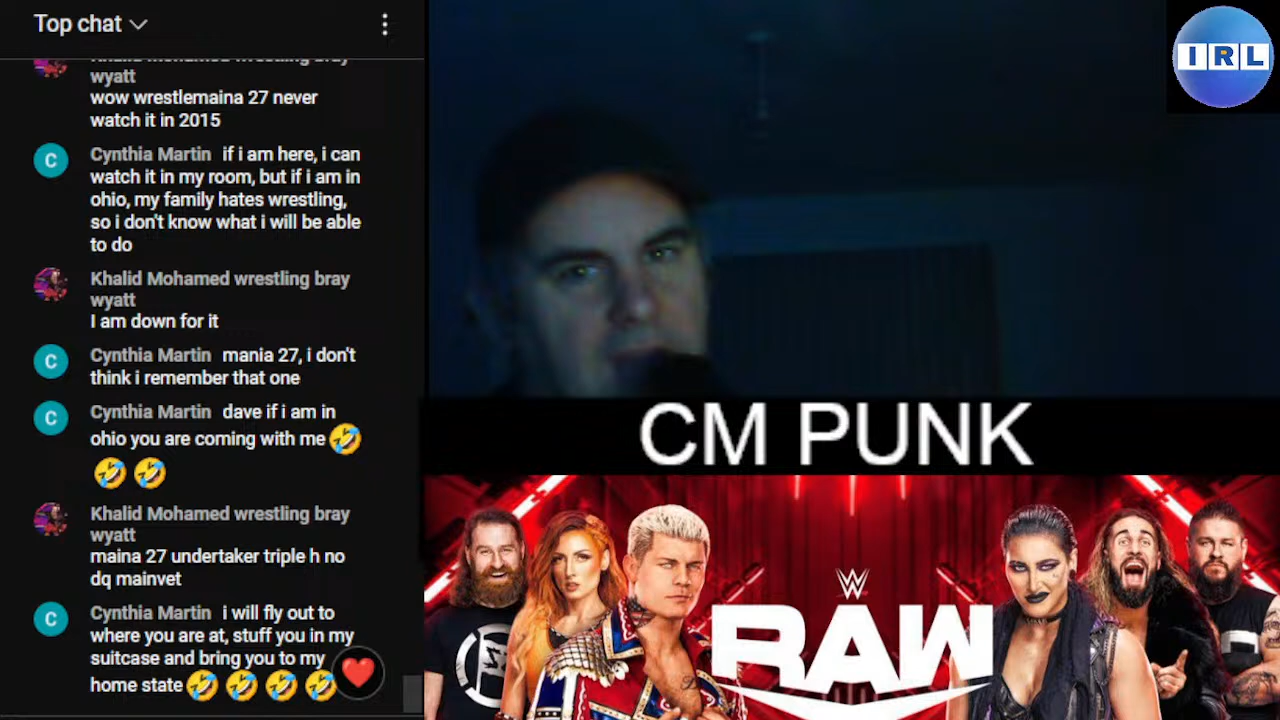 Top chat
Khalid Mohamed wrestling bray
wyatt
wow wrestlemaina 27 never
watch it in 2015
C
Cynthia Martin if i am here, i can
watch it in my room, but if i am in
ohio, my family hates wrestling,
so i don't know what i will be able
to do
Khalid Mohamed wrestling bray
wyatt
I am down for it
C
Cynthia Martin mania 27, i don't
think i remember that one
C
Cynthia Martin dave if i am in
ohio you are coming with me 🤣
🤣 🤣
Khalid Mohamed wrestling bray
wyatt
maina 27 undertaker triple h no
dq mainvet
C
Cynthia Martin i will fly out to
where you are at, stuff you in my
suitcase and bring you to my
home state 🤣 🤣 🤣 🤣
IRL
CM PUNK
W
RAW